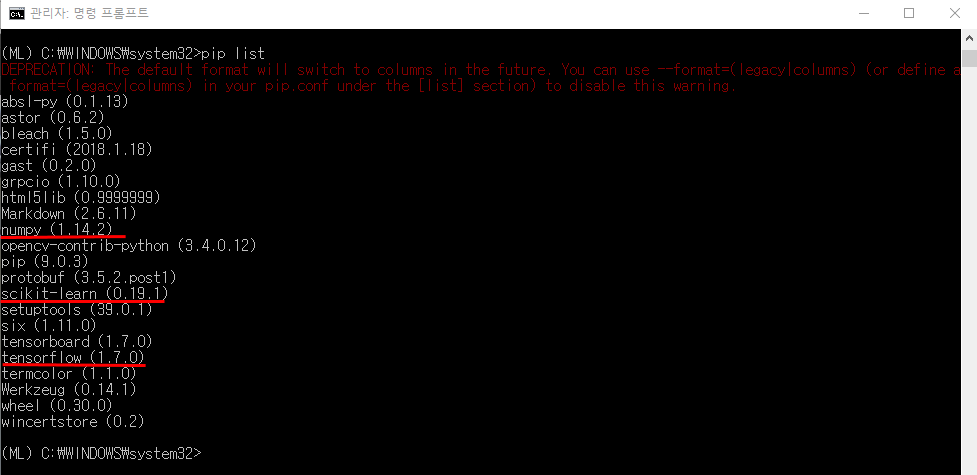 관리자: 명령 프롬프트
(ML) C:₩WINDOWS₩system32>pip list
DEPRECATION: The default format will switch to columns in the future. You can use --format=(legacy|columns) (or define a
format=(legacy|columns) in your pip.conf under the [list] section) to disable this warning.
absl-py (0.1.13)
astor (0.6.2)
bleach (1.5.0)
certifi (2018.1.18)
gast (0.2.0)
grpcio (1.10.0)
html5lib (0.9999999)
Markdown (2.6.11)
numpy (1.14.2)
opencv-contrib-python (3.4.0.12)
pip (9.0.3)
protobuf (3.5.2.post1)
scikit-learn (0.19.1)
setuptools (39.0.1)
six (1.11.0)
tensorboard (1.7.0)
tensorflow (1.7.0)
termcolor (1.1.0)
Werkzeug (0.14.1)
wheel (0.30.0)
wincertstore (0.2)
(ML) C:₩WINDOWS₩system32>